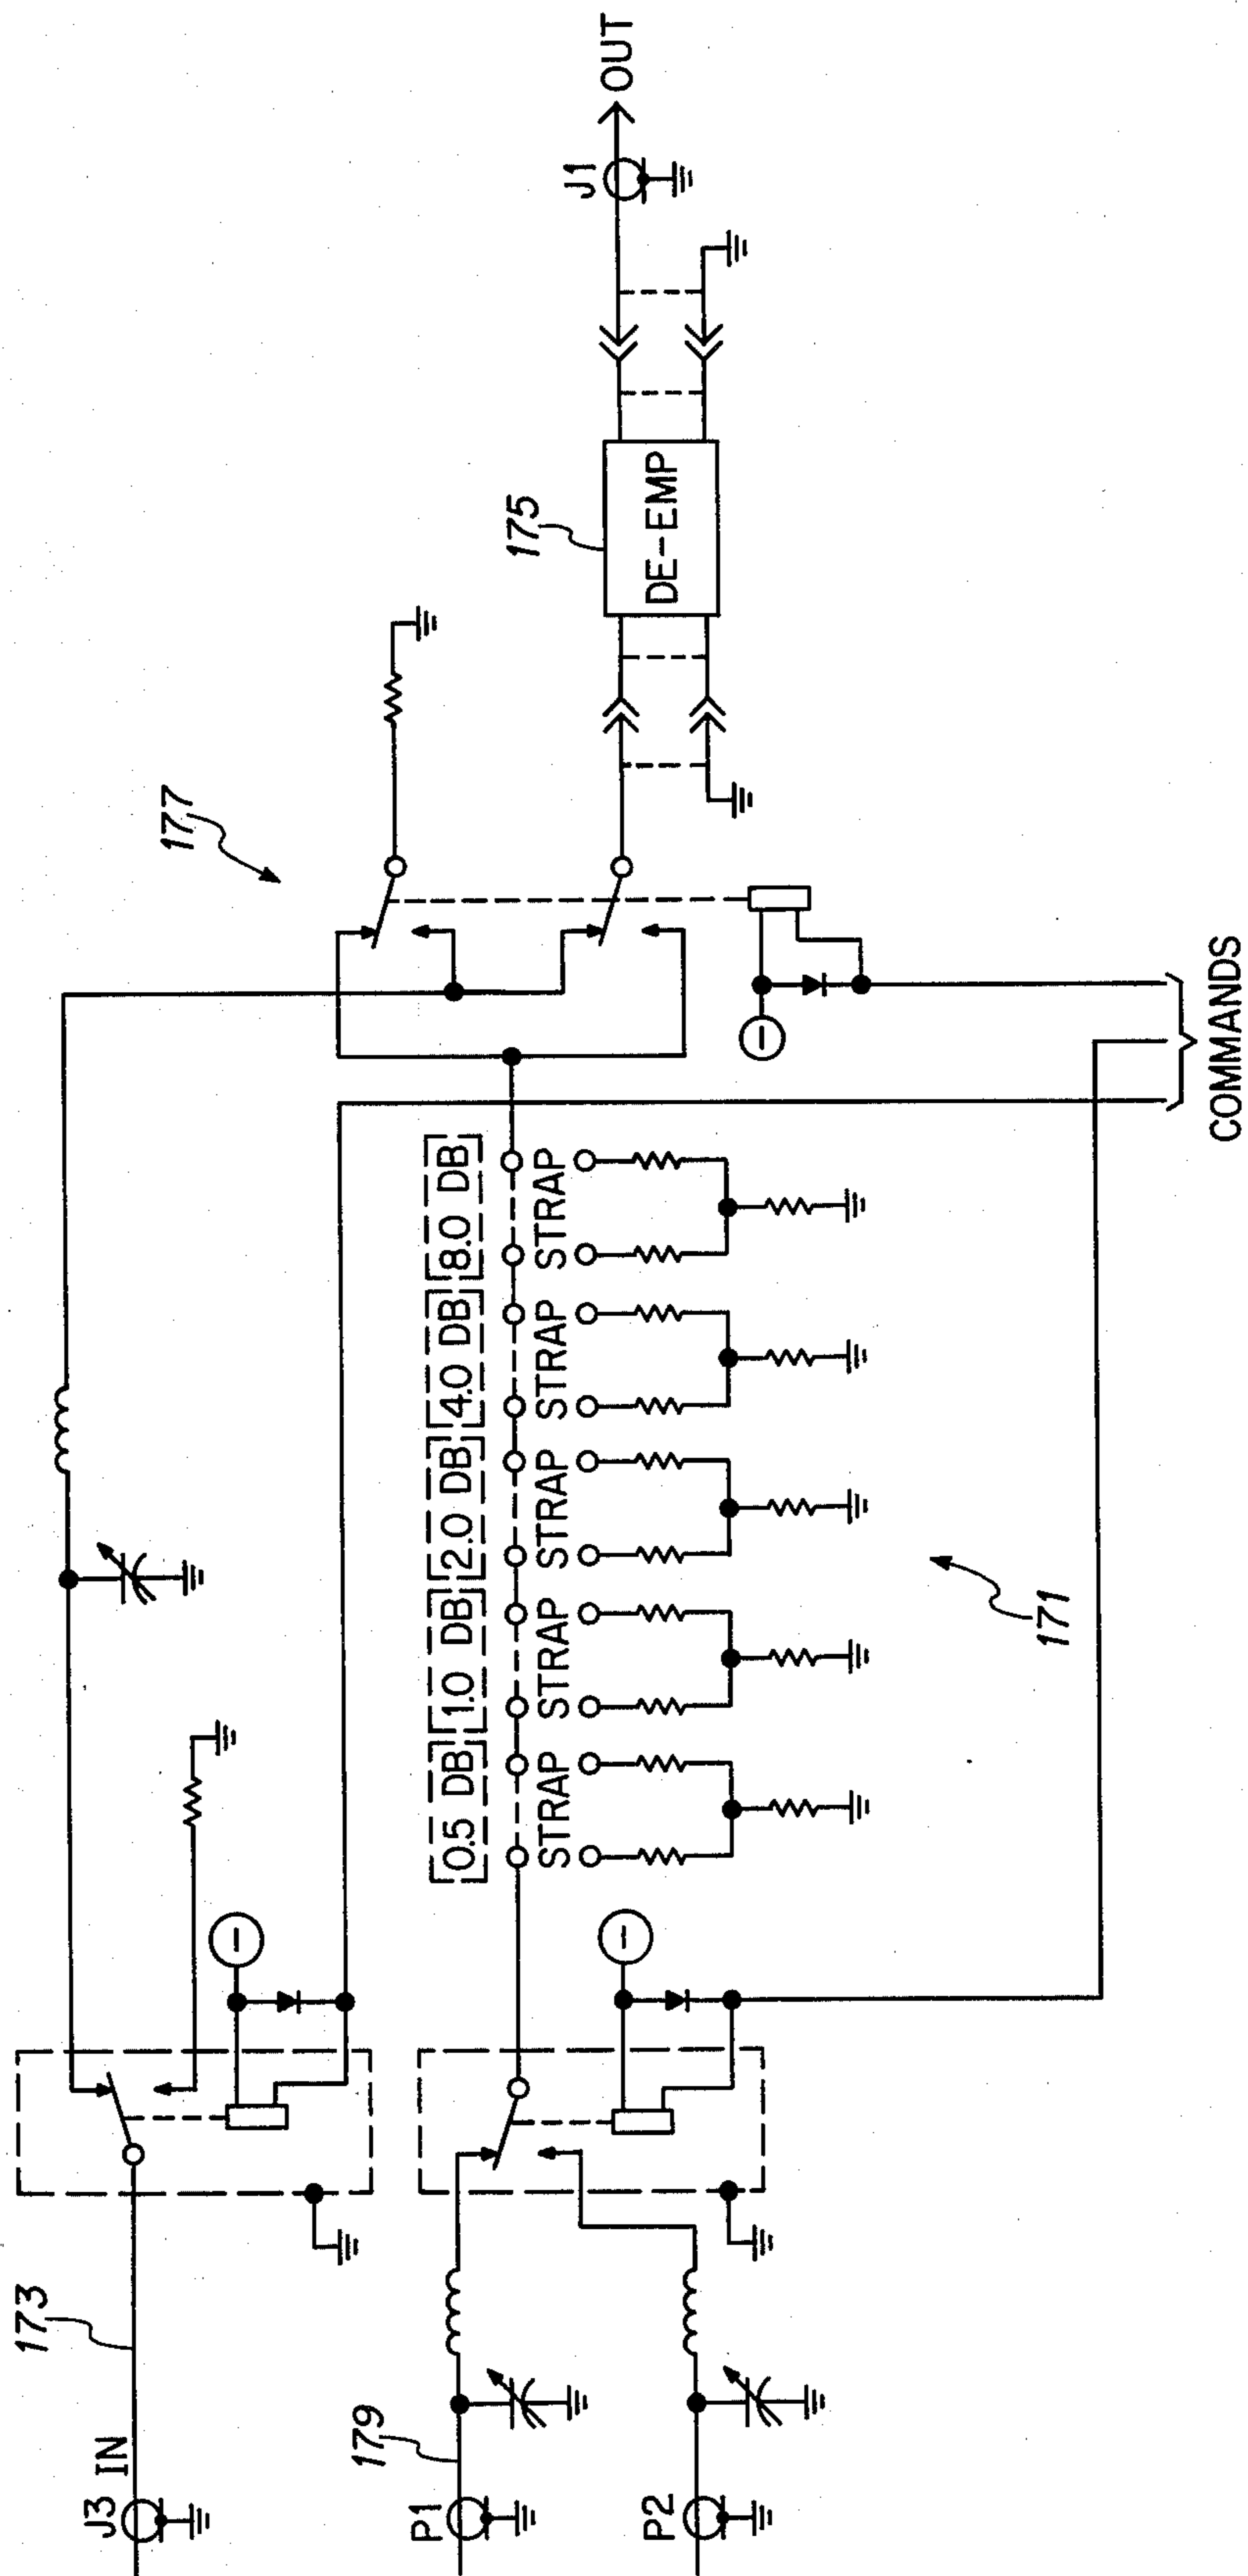 J3 IN
173
P1
179
P2
177
0.5 DB
1.0 DB
2.0 DB
4.0 DB
8.0 DB
STRAP
STRAP
STRAP
STRAP
STRAP
171
175
DE-EMP
J1
OUT
COMMANDS